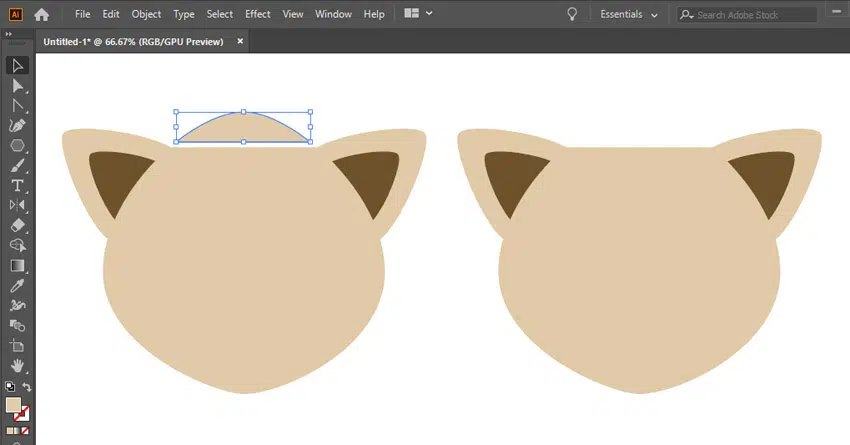 Ai File Edit Object Type Select Effect View Window Help Essentials Search Adobe Stock
Untitled-1* @ 66.67% (RGB/GPU Preview) ×
T